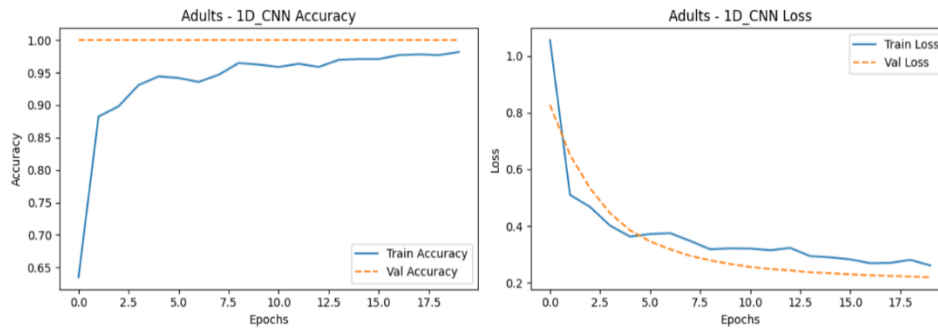 Adults - 1D_CNN Accuracy
1.00
0.95
0.90
0.85
0.80
0.75
0.70
0.65
Accuracy
Train Accuracy
Val Accuracy
0.0 2.5 5.0 7.5 10.0 12.5 15.0 17.5
Epochs
Adults - 1D_CNN Loss
1.0
0.8
0.6
0.4
0.2
Loss
Train Loss
Val Loss
0.0 2.5 5.0 7.5 10.0 12.5 15.0 17.5
Epochs